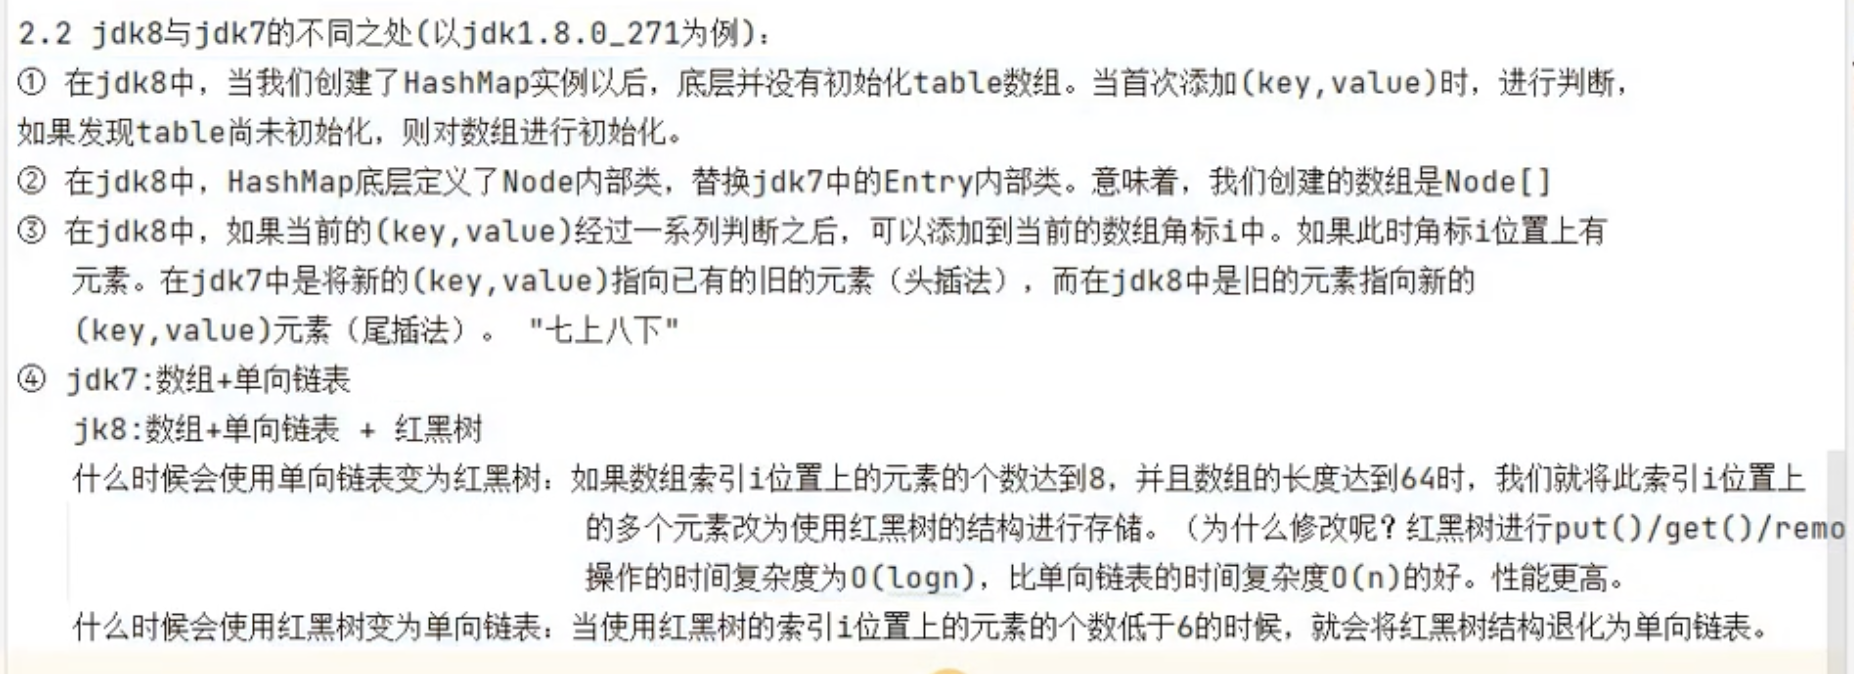 2.2 jdk8与jdk7的不同之处(以jdk1.8.0_271为例)：
① 在jdk8中，当我们创建了HashMap实例以后，底层并没有初始化table数组。当首次添加(key,value)时，进行判断，
如果发现table尚未初始化，则对数组进行初始化。
② 在jdk8中，HashMap底层定义了Node内部类，替换jdk7中的Entry内部类。意味着，我们创建的数组是Node[]
③ 在jdk8中，如果当前的(key,value)经过一系列判断之后，可以添加到当前的数组角标i中。如果此时角标i位置上有
元素。在jdk7中是将新的(key,value)指向已有的旧的元素（头插法），而在jdk8中是旧的元素指向新的
(key,value)元素（尾插法）。 "七上八下"
④ jdk7:数组+单向链表
jk8:数组+单向链表 + 红黑树
什么时候会使用单向链表变为红黑树：如果数组索引i位置上的元素的个数达到8，并且数组的长度达到64时，我们就将此索引i位置上
的多个元素改为使用红黑树的结构进行存储。（为什么修改呢？红黑树进行put()/get()/remo
操作的时间复杂度为O(logn)，比单向链表的时间复杂度O(n)的好。性能更高。
什么时候会使用红黑树变为单向链表：当使用红黑树的索引i位置上的元素的个数低于6的时候，就会将红黑树结构退化为单向链表。